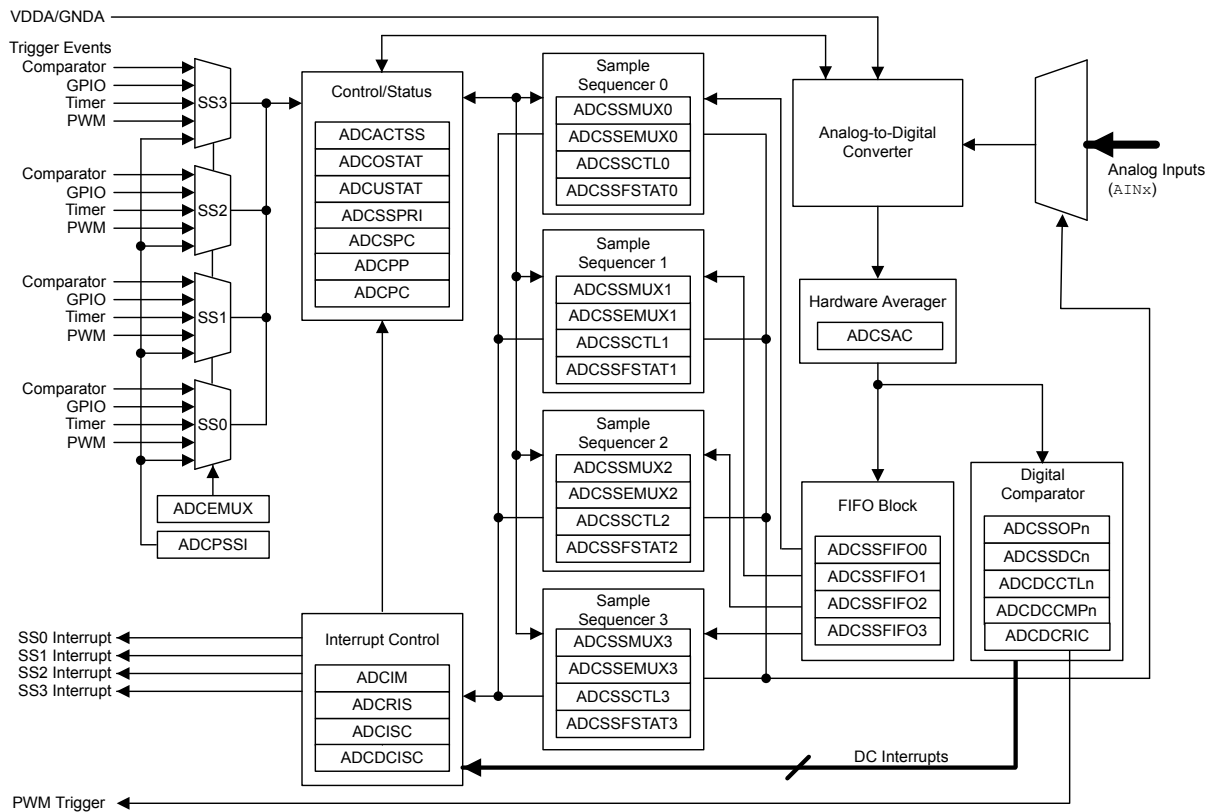 VDDA/GNDA
Trigger Events
Comparator
GPIO
Timer
PWM
SS3
Comparator
GPIO
Timer
PWM
SS2
Comparator
GPIO
Timer
PWM
SS1
Comparator
GPIO
Timer
PWM
SS0
ADCEMUX
ADCPSSI
Control/Status
ADCACTSS
ADCOSTAT
ADCUSTAT
ADCSSPRI
ADCSPC
ADCPP
ADCPC
SS0 Interrupt
SS1 Interrupt
SS2 Interrupt
SS3 Interrupt
Interrupt Control
ADCIM
ADCRIS
ADCISC
ADCDCISC
Sample
Sequencer 0
ADCSSMUX0
ADCSSEMUX0
ADCSSCTL0
ADCSSFSTAT0
Sample
Sequencer 1
ADCSSMUX1
ADCSSEMUX1
ADCSSCTL1
ADCSSFSTAT1
Sample
Sequencer 2
ADCSSMUX2
ADCSSEMUX2
ADCSSCTL2
ADCSSFSTAT2
Sample
Sequencer 3
ADCSSMUX3
ADCSSEMUX3
ADCSSCTL3
ADCSSFSTAT3
Analog-to-Digital
Converter
Analog Inputs
(AINx)
Hardware Averager
ADCSAC
FIFO Block
ADCSSFIFO0
ADCSSFIFO1
ADCSSFIFO2
ADCSSFIFO3
Digital
Comparator
ADCSSOPn
ADCSSDCn
ADCDCCTLn
ADCDCCMPn
ADCDCRIC
DC Interrupts
PWM Trigger